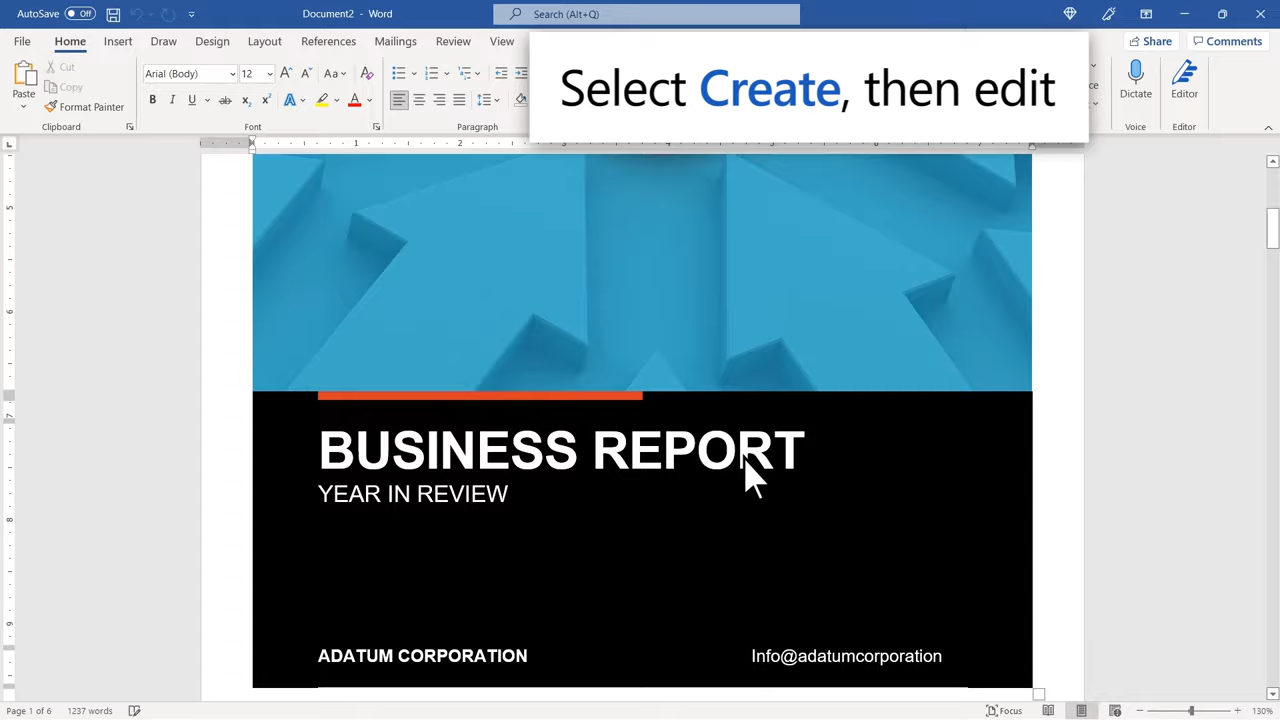 AutoSave Off Document2 - Word Search (Alt+Q)
File Home Insert Draw Design Layout References Mailings Review View Share Comments
Select Create, then edit
Paste Cut Arial (Body) 12 Dictate Editor
Copy
Format Painter
Clipboard Font Paragraph Voice Editor
BUSINESS REPORT
YEAR IN REVIEW
ADATUM CORPORATION Info@adatumcorporation
Page 1 of 6 1237 words Focus 130%